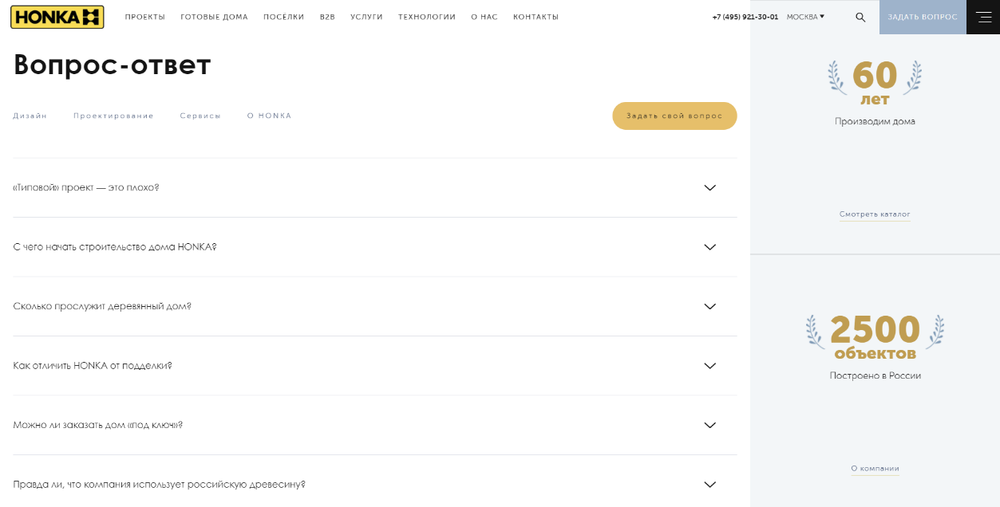 HONKA
ПРОЕКТЫ ГОТОВЫЕ ДОМА ПОСЁЛКИ B2B УСЛУГИ ТЕХНОЛОГИИ О НАС КОНТАКТЫ
+7 (495) 921-30-01 МОСКВА
ЗАДАТЬ ВОПРОС
Вопрос-ответ
Дизайн Проектирование Сервисы О HONKA
Задать свой вопрос
«Типовой» проект — это плохо?
С чего начать строительство дома HONKA?
Сколько прослужит деревянный дом?
Как отличить HONKA от подделки?
Можно ли заказать дом «под ключ»?
Правда ли, что компания использует российскую древесину?
60
лет
Производим дома
Смотреть каталог
2500
объектов
Построено в России
О компании